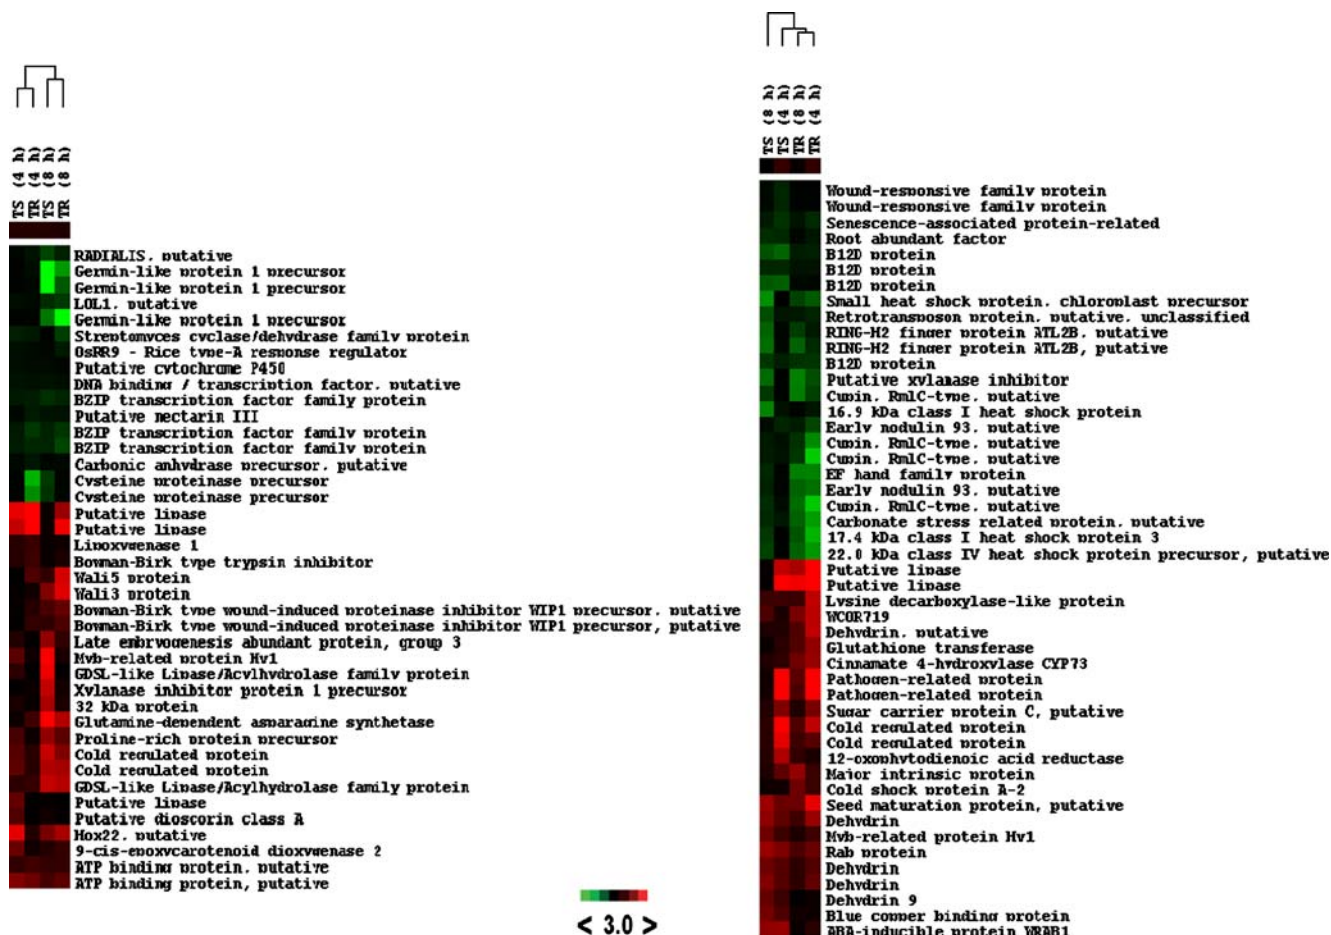 TS (4 h)
TR (4 h)
TS (8 h)
TR (8 h)
RADIALIS, putative
Germin-like protein 1 precursor
Germin-like protein 1 precursor
LOL1, putative
Germin-like protein 1 precursor
Streptomyces cyclase/dehydrase family protein
OsRR9 - Rice type-A response regulator
Putative cytochrome P450
DNA binding / transcription factor, putative
BZIP transcription factor family protein
Putative nectarin III
BZIP transcription factor family protein
BZIP transcription factor family protein
Carbonic anhydrase precursor, putative
Cysteine proteinase precursor
Cysteine proteinase precursor
Putative lipase
Putative lipase
Lipoxygenase 1
Bowman-Birk type trypsin inhibitor
Wali5 protein
Wali3 protein
Bowman-Birk type wound-induced proteinase inhibitor WIP1 precursor, putative
Bowman-Birk type wound-induced proteinase inhibitor WIP1 precursor, putative
Late embryogenesis abundant protein, group 3
Myb-related protein Hv1
GDSL-like Lipase/Acylhydrolase family protein
Xylanase inhibitor protein 1 precursor
32 kDa protein
Glutamine-dependent asparagine synthetase
Proline-rich protein precursor
Cold regulated protein
Cold regulated protein
GDSL-like Lipase/Acylhydrolase family protein
Putative lipase
Putative dioscorin class A
Hox22, putative
9-cis-epoxycarotenoid dioxygenase 2
ATP binding protein, putative
ATP binding protein, putative
< 3.0 >
TS (8 h)
TS (4 h)
TR (8 h)
TR (4 h)
Wound-responsive family protein
Wound-responsive family protein
Senescence-associated protein-related
Root abundant factor
B12D protein
B12D protein
B12D protein
Small heat shock protein, chloroplast precursor
Retrotransposon protein, putative, unclassified
RING-H2 finger protein ATL2B, putative
RING-H2 finger protein ATL2B, putative
B12D protein
Putative xylanase inhibitor
Cupin, RmlC-type, putative
16.9 kDa class I heat shock protein
Early nodulin 93, putative
Cupin, RmlC-type, putative
Cupin, RmlC-type, putative
EF hand family protein
Early nodulin 93, putative
Cupin, RmlC-type, putative
Carbonate stress related protein, putative
17.4 kDa class I heat shock protein 3
22.0 kDa class IV heat shock protein precursor, putative
Putative lipase
Putative lipase
Lysine decarboxylase-like protein
WCOR719
Dehydrin, putative
Glutathione transferase
Cinnamate 4-hydroxylase CYP73
Pathogen-related protein
Pathogen-related protein
Sugar carrier protein C, putative
Cold regulated protein
Cold regulated protein
12-oxophytodienoic acid reductase
Major intrinsic protein
Cold shock protein A-2
Seed maturation protein, putative
Dehydrin
Myb-related protein Hv1
Rab protein
Dehydrin
Dehydrin
Dehydrin 9
Blue copper binding protein
ABA-inducible protein WRAB1